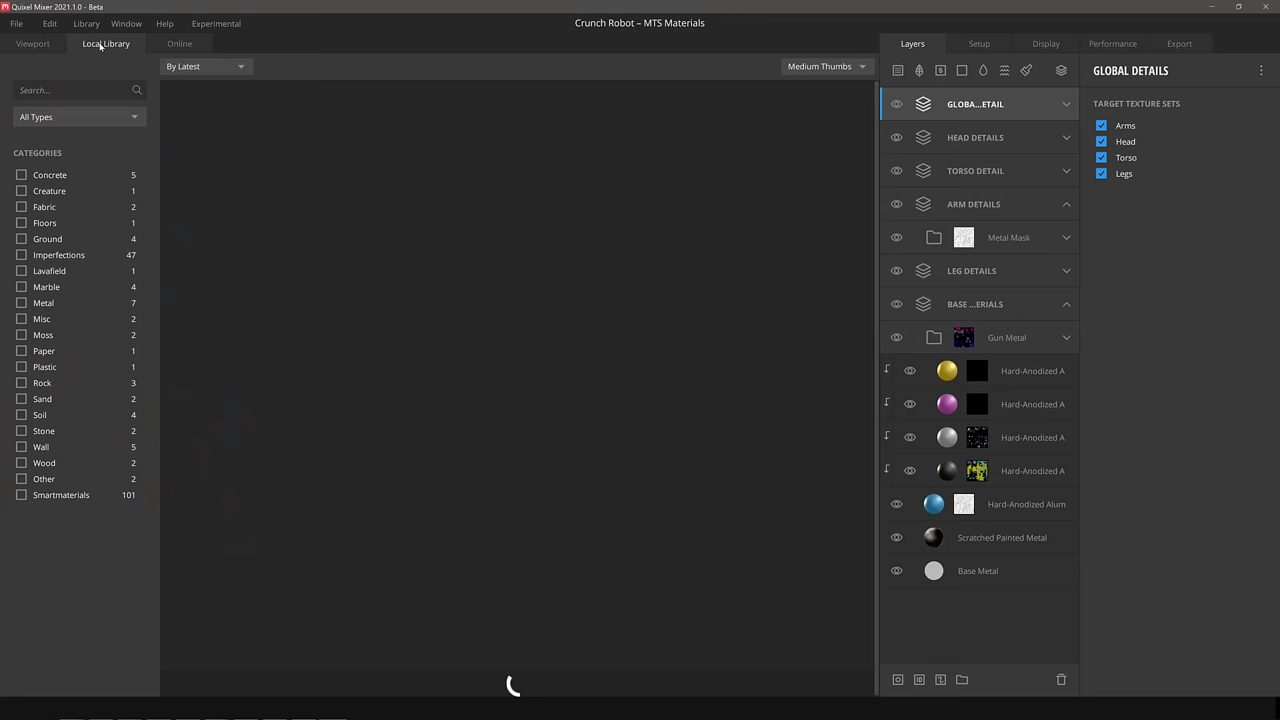 Quixel Mixer 2021.1.0 - Beta
File Edit Library Window Help Experimental
Crunch Robot – MTS Materials
Viewport Local Library Online
Layers Setup Display Performance Export
By Latest
Medium Thumbs
Search...
All Types
CATEGORIES
Concrete 5
Creature 1
Fabric 2
Floors 1
Ground 4
Imperfections 47
Lavafield 1
Marble 4
Metal 7
Misc 2
Moss 2
Paper 1
Plastic 1
Rock 3
Sand 2
Soil 4
Stone 2
Wall 5
Wood 2
Other 2
Smartmaterials 101
GLOBA...ETAIL
HEAD DETAILS
TORSO DETAIL
ARM DETAILS
Metal Mask
LEG DETAILS
BASE ...ERIALS
Gun Metal
Hard-Anodized A
Hard-Anodized A
Hard-Anodized A
Hard-Anodized A
Hard-Anodized Alum
Scratched Painted Metal
Base Metal
GLOBAL DETAILS
TARGET TEXTURE SETS
Arms
Head
Torso
Legs